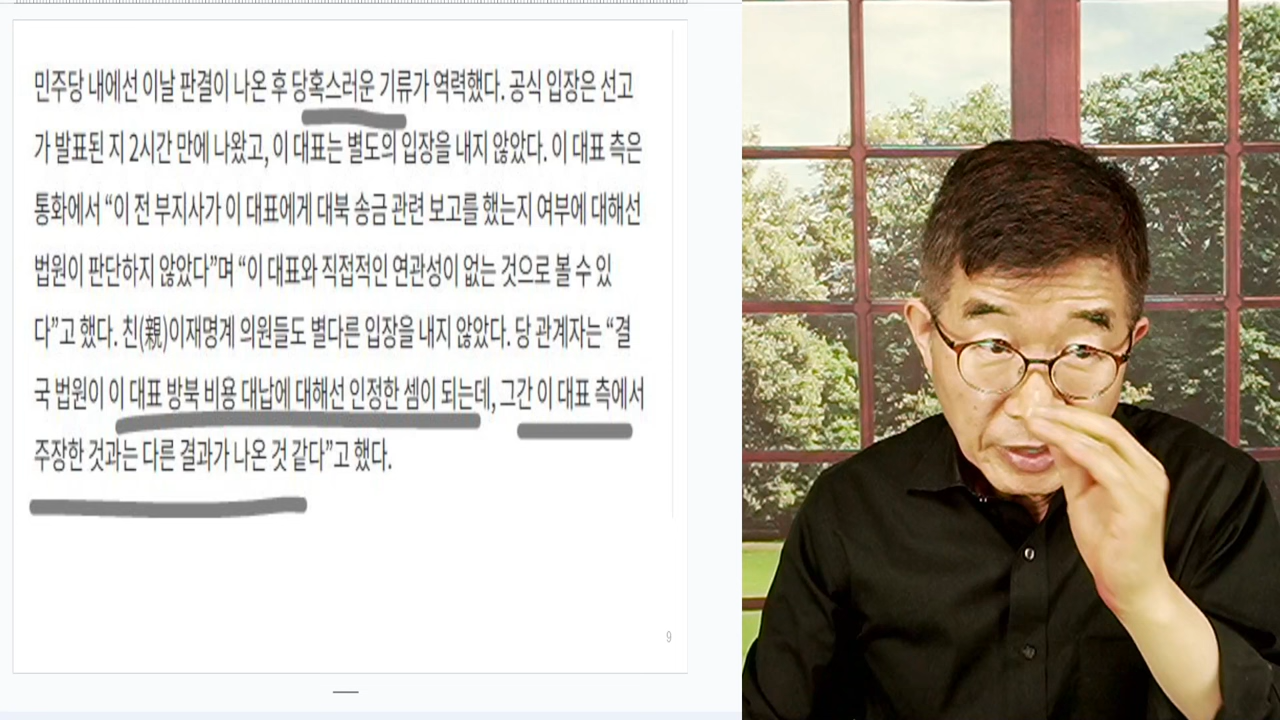 민주당 내에선 이날 판결이 나온 후 당혹스러운 기류가 역력했다. 공식 입장은 선고
가 발표된 지 2시간 만에 나왔고, 이 대표는 별도의 입장을 내지 않았다. 이 대표 측은
통화에서 “이 전 부지사가 이 대표에게 대북 송금 관련 보고를 했는지 여부에 대해선
법원이 판단하지 않았다”며 “이 대표와 직접적인 연관성이 없는 것으로 볼 수 있
다”고 했다. 친(親)이재명계 의원들도 별다른 입장을 내지 않았다. 당 관계자는 “결
국 법원이 이 대표 방북 비용 대납에 대해선 인정한 셈이 되는데, 그간 이 대표 측에서
주장한 것과는 다른 결과가 나온 것 같다”고 했다.
9